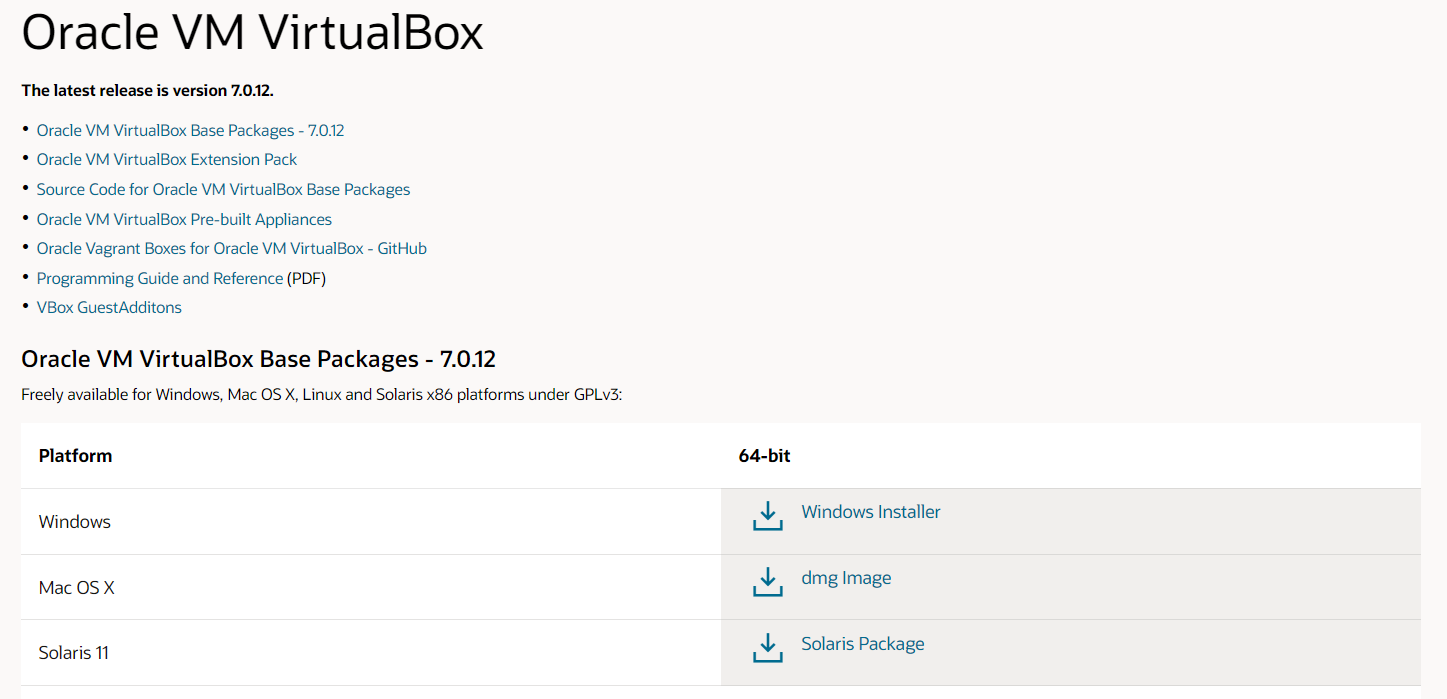 Oracle VM VirtualBox
The latest release is version 7.0.12.
• Oracle VM VirtualBox Base Packages - 7.0.12
• Oracle VM VirtualBox Extension Pack
• Source Code for Oracle VM VirtualBox Base Packages
• Oracle VM VirtualBox Pre-built Appliances
• Oracle Vagrant Boxes for Oracle VM VirtualBox - GitHub
• Programming Guide and Reference (PDF)
• VBox GuestAdditons
Oracle VM VirtualBox Base Packages - 7.0.12
Freely available for Windows, Mac OS X, Linux and Solaris x86 platforms under GPLv3:
Platform 64-bit
Windows Windows Installer
Mac OS X dmg Image
Solaris 11 Solaris Package